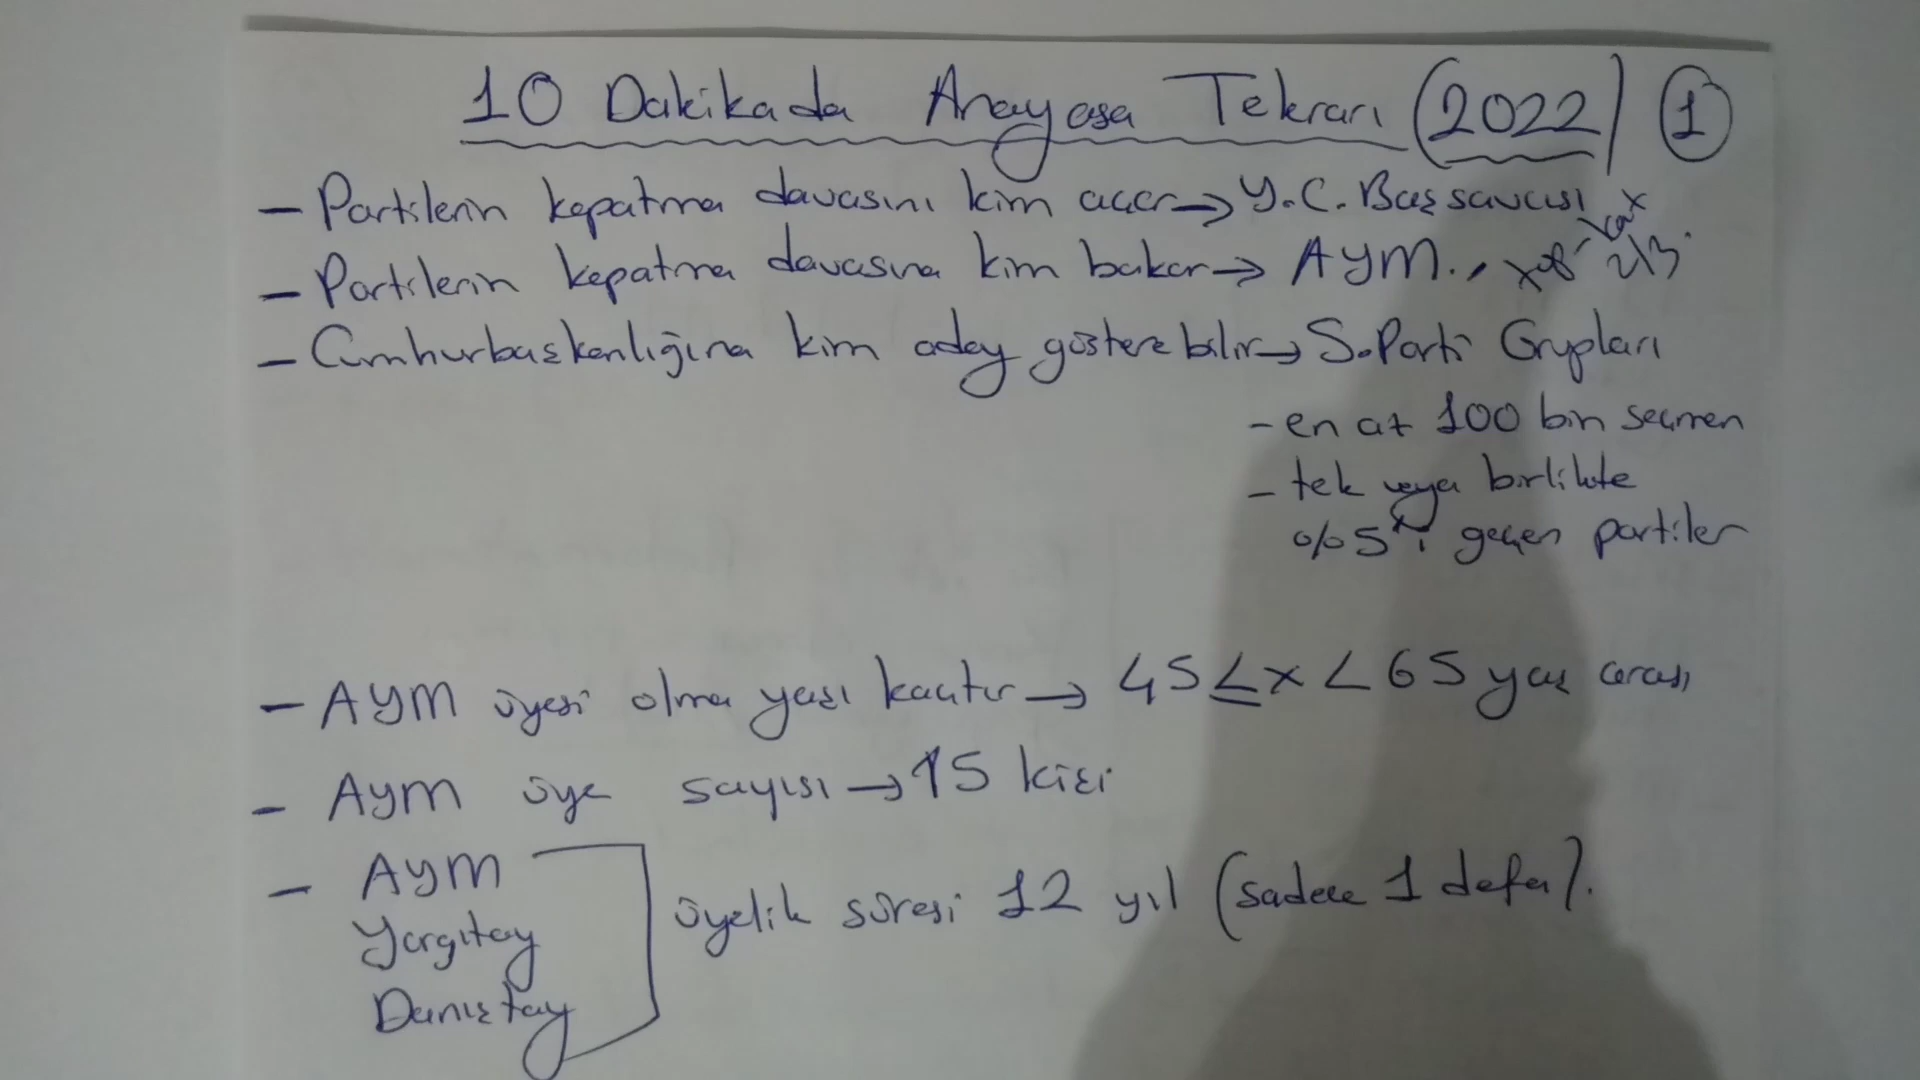 10 Dakikada Anayasa Tekrarı (2022) 1
- Partilerin kapatma davasını kim açar → Y.C. Başsavcısı
- Partilerin kapatma davasına kim bakar → AYM. 2/3
- Cumhurbaşkanlığına kim aday gösterebilir → S. Parti Grupları
- en az 100 bin seçmen
- tek veya birlikte
%5'i geçen partiler
- AYM üyesi olma yaşı kaçtır → 45 ≤ x < 65 yaş arası
- AYM üye sayısı → 15 kişi
- AYM
Yargıtay
Danıştay
üyelik süresi 12 yıl (sadece 1 defa).